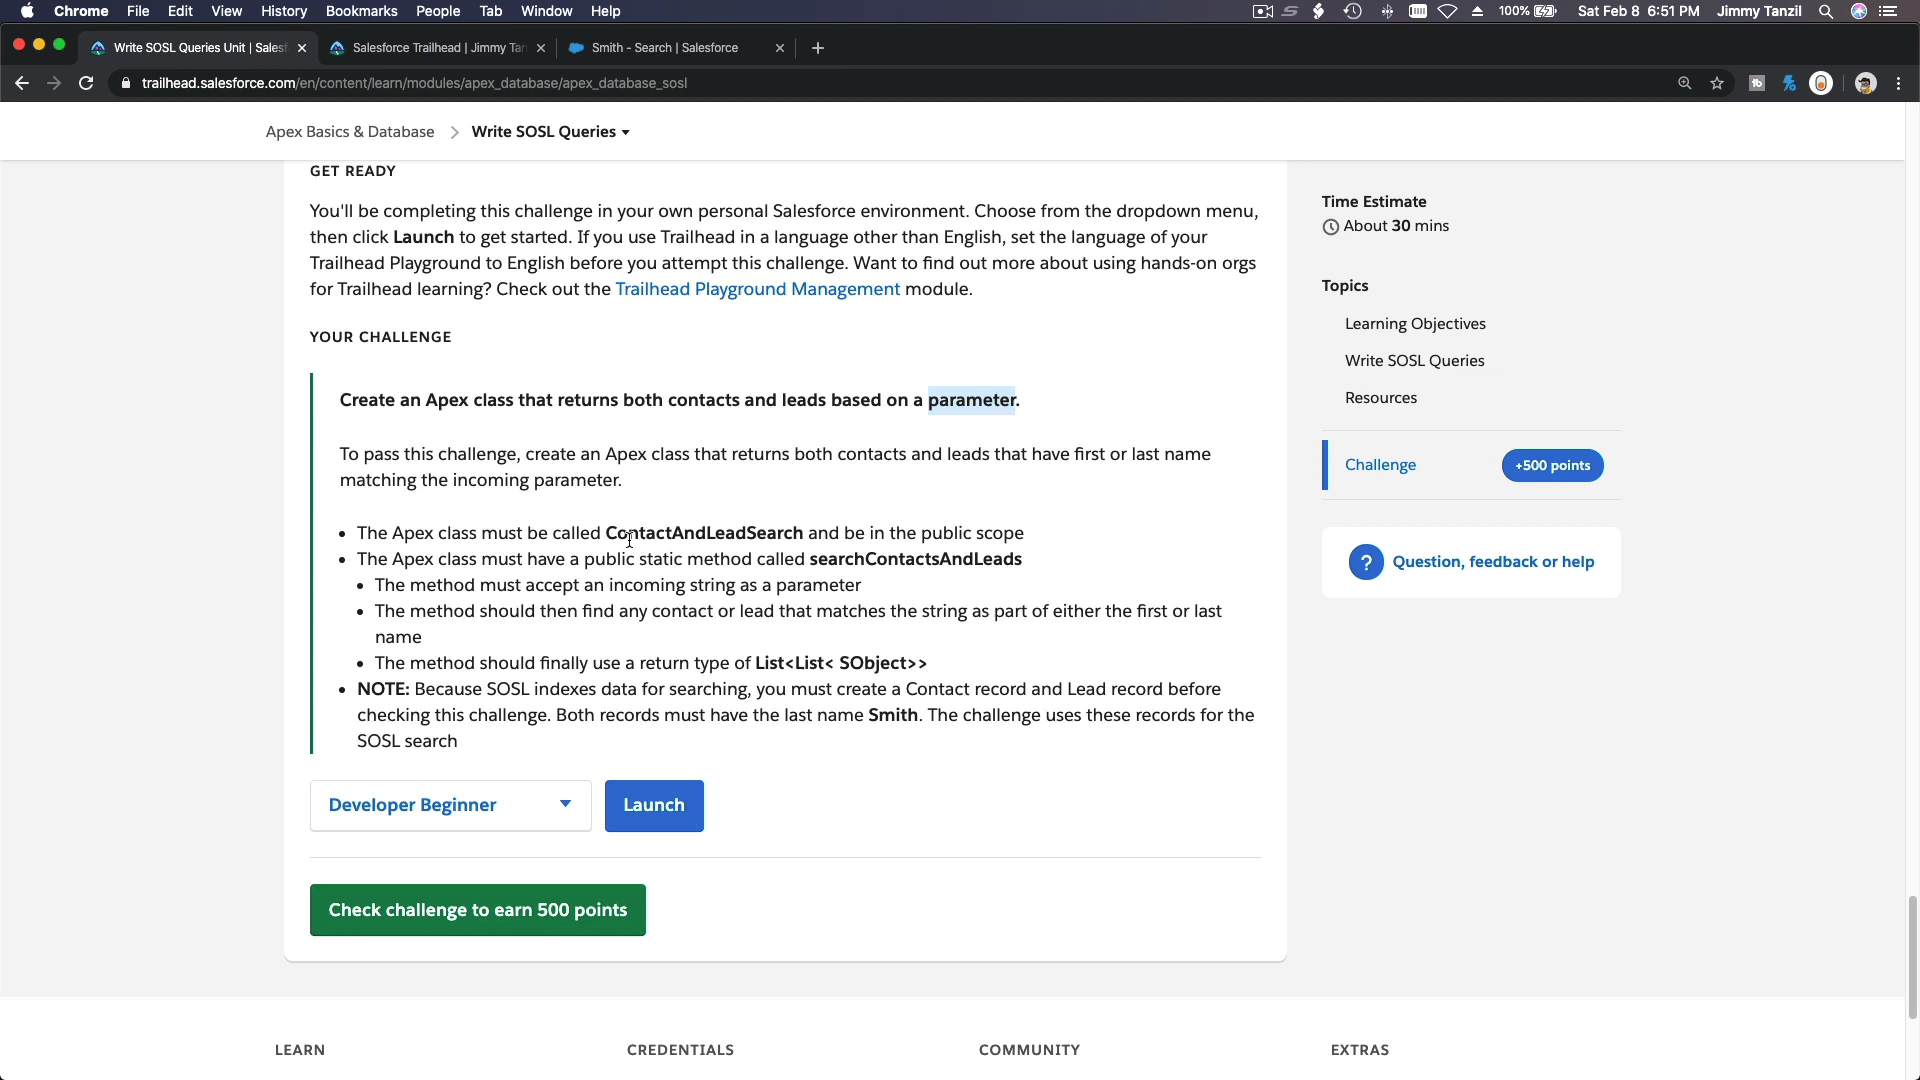 Chrome File Edit View History Bookmarks People Tab Window Help 100% Sat Feb 8 6:51 PM Jimmy Tanzil
Write SOSL Queries Unit | Salesf Salesforce Trailhead | Jimmy Tan Smith - Search | Salesforce
trailhead.salesforce.com/en/content/learn/modules/apex_database/apex_database_sosl
Apex Basics & Database > Write SOSL Queries
GET READY
You'll be completing this challenge in your own personal Salesforce environment. Choose from the dropdown menu,
then click Launch to get started. If you use Trailhead in a language other than English, set the language of your
Trailhead Playground to English before you attempt this challenge. Want to find out more about using hands-on orgs
for Trailhead learning? Check out the Trailhead Playground Management module.
YOUR CHALLENGE
Create an Apex class that returns both contacts and leads based on a parameter.
To pass this challenge, create an Apex class that returns both contacts and leads that have first or last name
matching the incoming parameter.
• The Apex class must be called ContactAndLeadSearch and be in the public scope
• The Apex class must have a public static method called searchContactsAndLeads
• The method must accept an incoming string as a parameter
• The method should then find any contact or lead that matches the string as part of either the first or last
name
• The method should finally use a return type of List<List< SObject>>
• NOTE: Because SOSL indexes data for searching, you must create a Contact record and Lead record before
checking this challenge. Both records must have the last name Smith. The challenge uses these records for the
SOSL search
Developer Beginner Launch
Check challenge to earn 500 points
Time Estimate
About 30 mins
Topics
Learning Objectives
Write SOSL Queries
Resources
Challenge +500 points
? Question, feedback or help
LEARN CREDENTIALS COMMUNITY EXTRAS